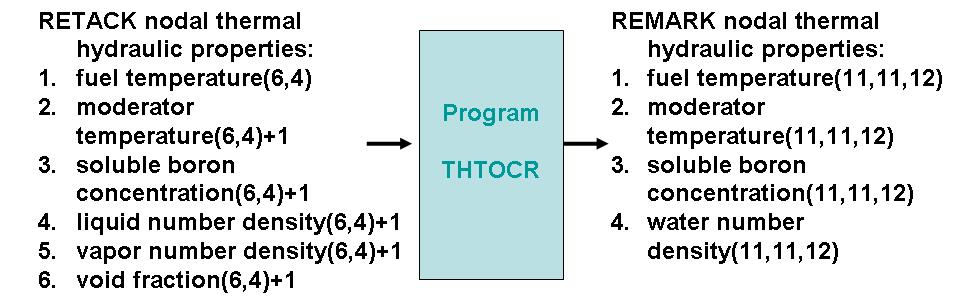 RETACK nodal thermal
hydraulic properties:
1. fuel temperature(6,4)
2. moderator
temperature(6,4)+1
3. soluble boron
concentration(6,4)+1
4. liquid number density(6,4)+1
5. vapor number density(6,4)+1
6. void fraction(6,4)+1
Program
THTOCR
REMARK nodal thermal
hydraulic properties:
1. fuel temperature(11,11,12)
2. moderator
temperature(11,11,12)
3. soluble boron
concentration(11,11,12)
4. water number
density(11,11,12)